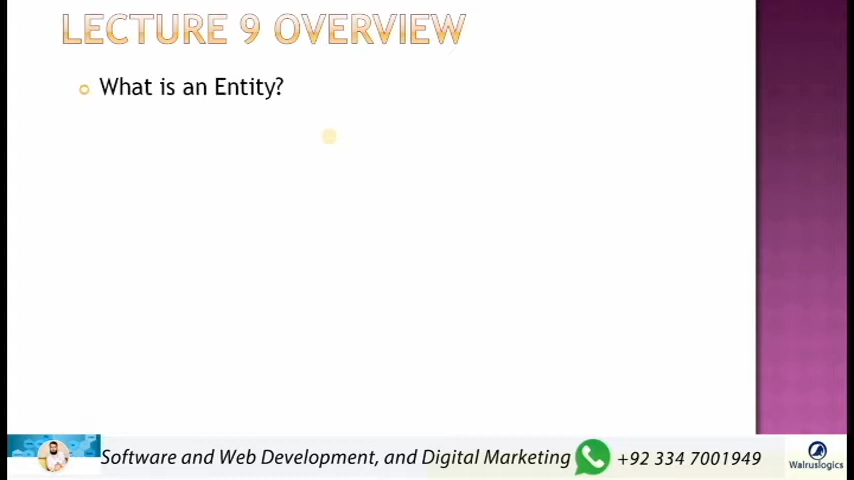 LECTURE 9 OVERVIEW
What is an Entity?
Software and Web Development, and Digital Marketing +92 334 7001949
Walruslogics